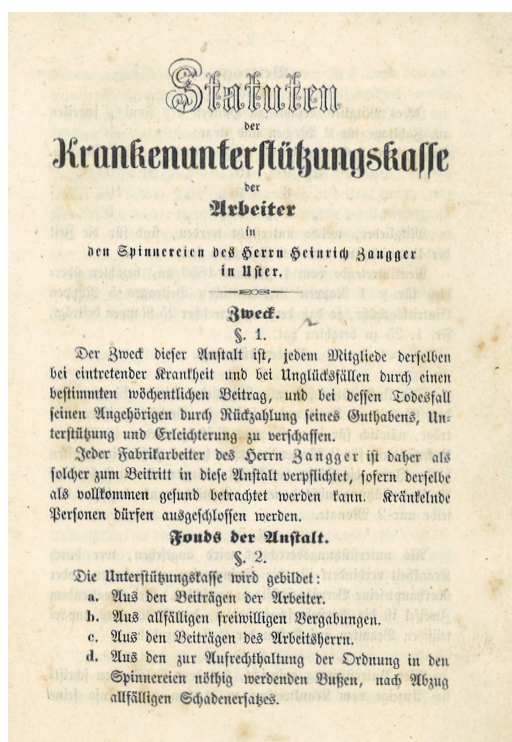 Statuten
der
Krankenunterstützungskasse
der
Arbeiter
in
den Spinnereien des Herrn Heinrich Zangger
in Uster.
Zweck.
§. 1.
Der Zweck dieser Anstalt ist, jedem Mitgliede derselben
bei eintretender Krankheit und bei Unglücksfällen durch einen
bestimmten wöchentlichen Beitrag, und bei dessen Todesfall
seinen Angehörigen durch Rückzahlung seines Guthabens, Un-
terstützung und Erleichterung zu verschaffen.
Jeder Fabrikarbeiter des Herrn Zangger ist daher als
solcher zum Beitritt in diese Anstalt verpflichtet, sofern derselbe
als vollkommen gesund betrachtet werden kann. Kränkelnde
Personen dürfen ausgeschlossen werden.
Fonds der Anstalt.
§. 2.
Die Unterstützungskasse wird gebildet:
a. Aus den Beiträgen der Arbeiter.
b. Aus allfälligen freiwilligen Vergabungen.
c. Aus den Beiträgen des Arbeitsherrn.
d. Aus den zur Aufrechthaltung der Ordnung in den
Spinnereien nöthig werdenden Bußen, nach Abzug
allfälligen Schadenersatzes.